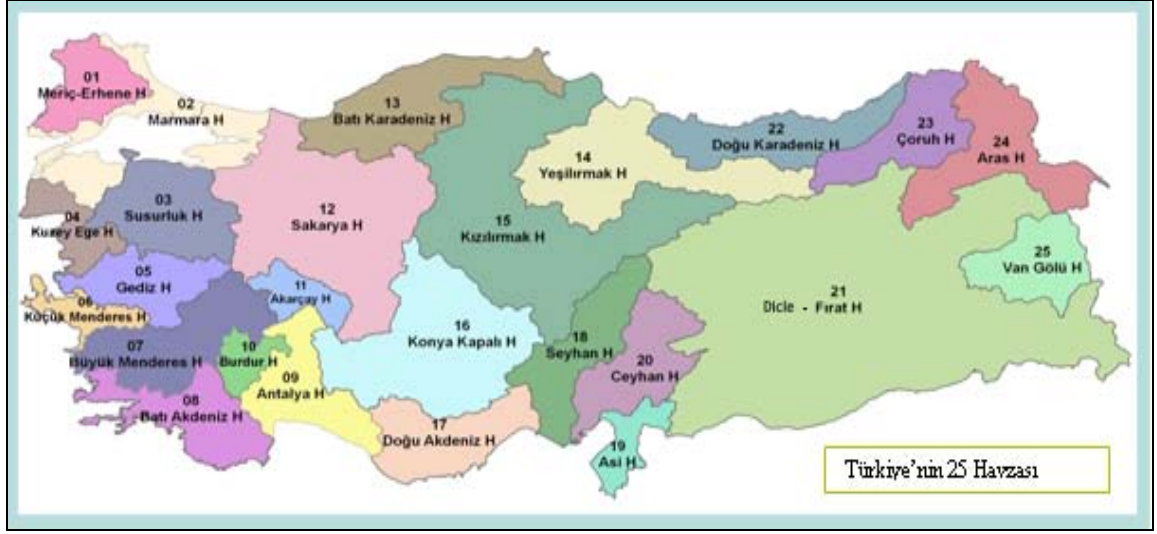 01
Meriç-Erhene H
02
Marmara H
03
Susurluk H
04
Kuzey Ege H
05
Gediz H
06
Küçük Menderes H
07
Büyük Menderes H
08
Batı Akdeniz H
09
Antalya H
10
Burdur H
11
Akarçay H
12
Sakarya H
13
Batı Karadeniz H
14
Yeşilırmak H
15
Kızılırmak H
16
Konya Kapalı H
17
Doğu Akdeniz H
18
Seyhan H
19
Asi H
20
Ceyhan H
21
Dicle - Fırat H
22
Doğu Karadeniz H
23
Çoruh H
24
Aras H
25
Van Gölü H
Türkiye'nin 25 Havzası